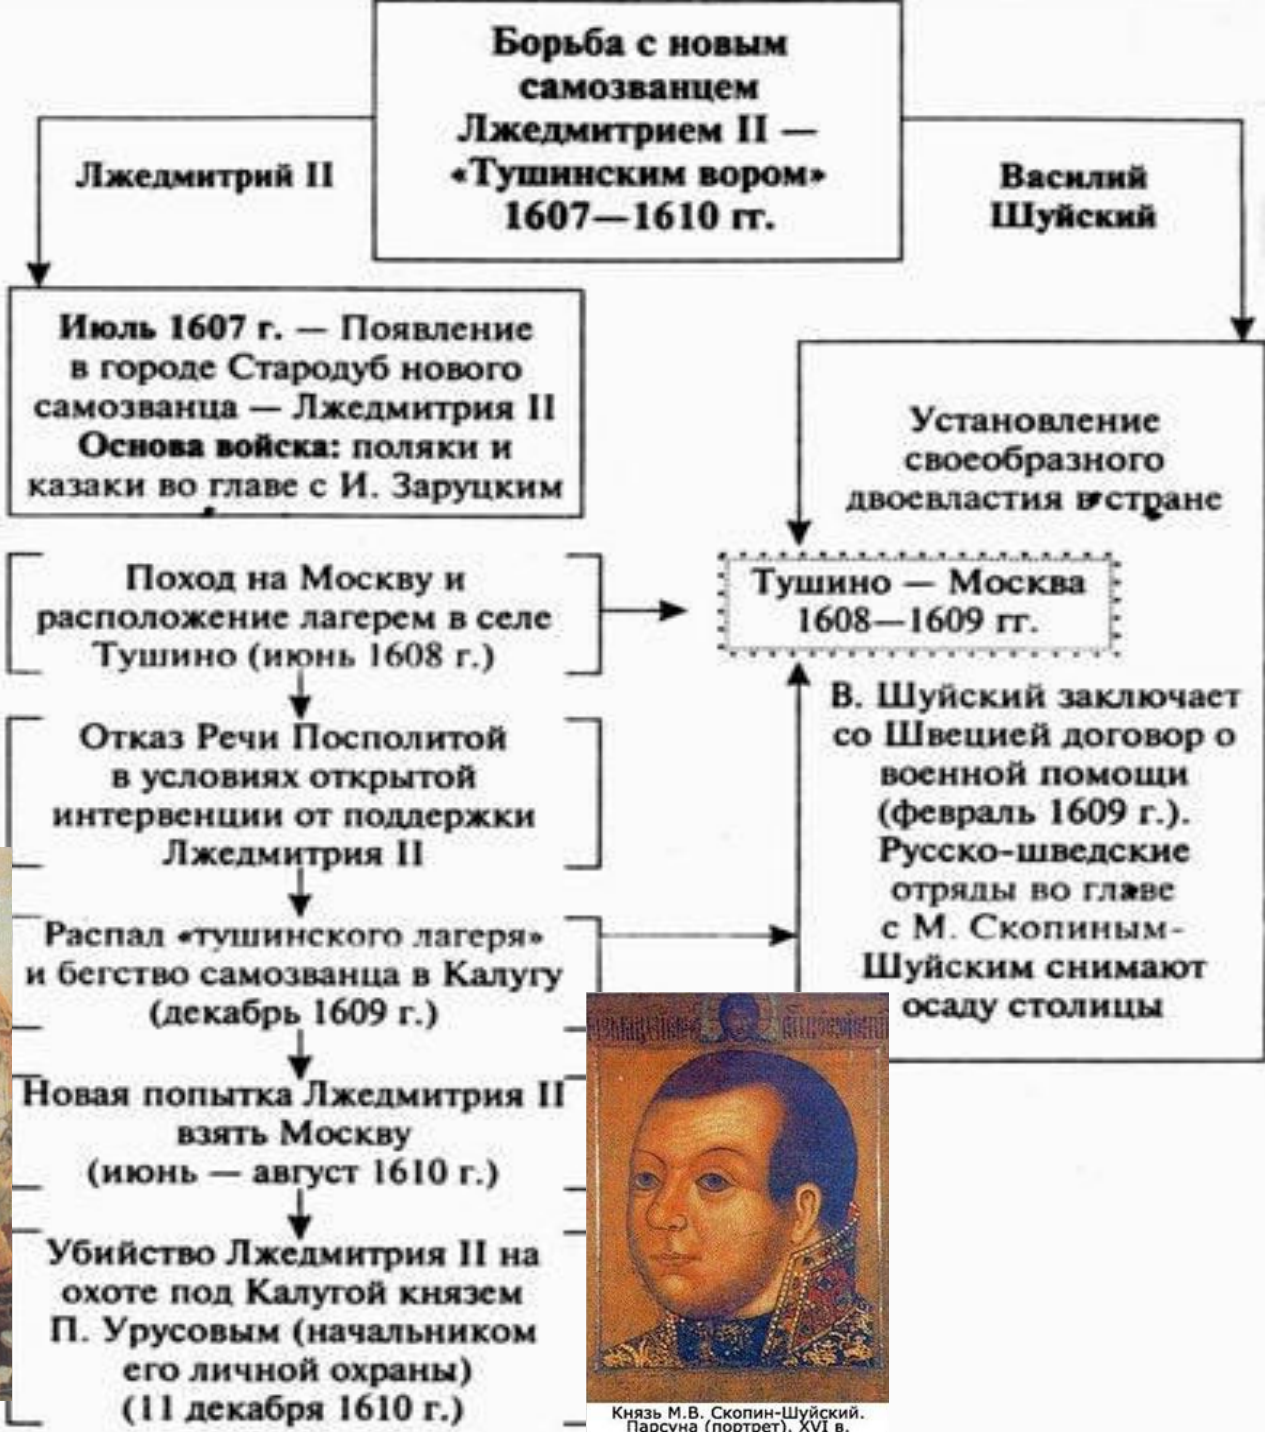 Борьба с новым
самозванцем
Лжедмитрием II —
«Тушинским вором»
1607—1610 гг.
Лжедмитрий II
Василий
Шуйский
Июль 1607 г. — Появление
в городе Стародуб нового
самозванца — Лжедмитрия II
Основа войска: поляки и
казаки во главе с И. Заруцким
Поход на Москву и
расположение лагерем в селе
Тушино (июнь 1608 г.)
Отказ Речи Посполитой
в условиях открытой
интервенции от поддержки
Лжедмитрия II
Распал «тушинского лагеря»
и бегство самозванца в Калугу
(декабрь 1609 г.)
Новая попытка Лжедмитрия II
взять Москву
(июнь — август 1610 г.)
Убийство Лжедмитрия II на
охоте под Калугой князем
П. Урусовым (начальником
его личной охраны)
(11 декабря 1610 г.)
Установление
своеобразного
двоевластия в стране
Тушино — Москва
1608—1609 гг.
В. Шуйский заключает
со Швецией договор о
военной помощи
(февраль 1609 г.).
Русско-шведские
отряды во главе
с М. Скопиным-
Шуйским снимают
осаду столицы
Князь М.В. Скопин-Шуйский.
Парсуна (портрет). XVI в.